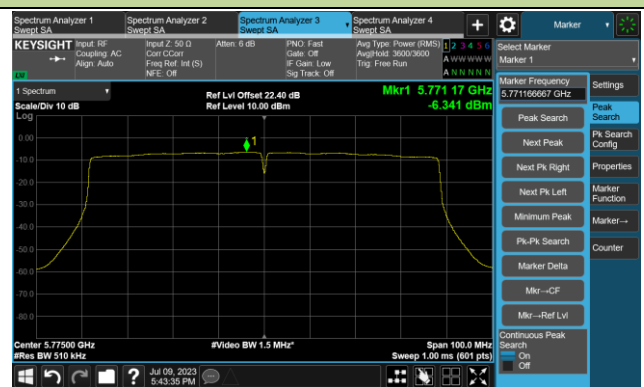 Spectrum Analyzer 1
Swept SA
Spectrum Analyzer 2
Swept SA
Spectrum Analyzer 3
Swept SA
Spectrum Analyzer 4
Swept SA
+
Marker
KEYSIGHT
Input: RF
Coupling: AC
Align: Auto
Input Z: 50 Ω
Corr CCorr
Freq Ref: Int (S)
NFE: Off
Atten: 6 dB
PNO: Fast
Gate: Off
IF Gain: Low
Sig Track: Off
Avg Type: Power (RMS)
Avg|Hold: 3600/3600
Trig: Free Run
1 2 3 4 5 6
A W W W W W
A N N N N N
LW
Select Marker
Marker 1
1 Spectrum
Scale/Div 10 dB
Log
Ref Lvl Offset 22.40 dB
Ref Level 10.00 dBm
Mkr1 5.771 17 GHz
-6.341 dBm
1
0.00
-10.0
-20.0
-30.0
-40.0
-50.0
-60.0
-70.0
-80.0
Center 5.77500 GHz
#Res BW 510 kHz
#Video BW 1.5 MHz*
Span 100.0 MHz
Sweep 1.00 ms (601 pts)
Marker Frequency
5.771166667 GHz
Peak Search
Next Peak
Next Pk Right
Next Pk Left
Minimum Peak
Pk-Pk Search
Marker Delta
Mkr→CF
Mkr→Ref Lvl
Continuous Peak
Search
On
Off
Settings
Peak
Search
Pk Search
Config
Properties
Marker
Function
Marker→
Counter
?
Jul 09, 2023
5:43:35 PM